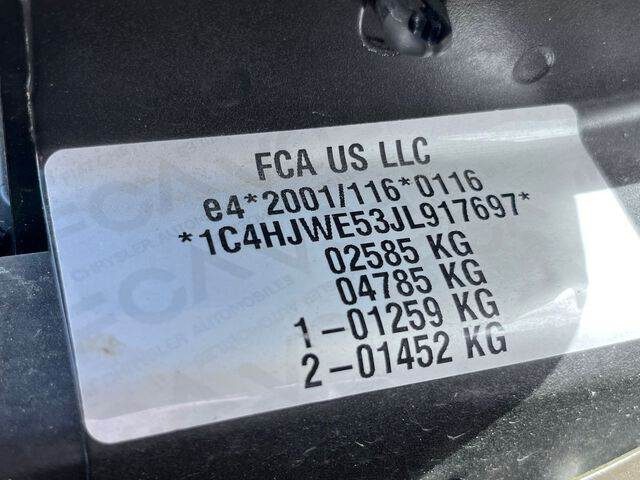 FCA US LLC
e4*2001/116*0116
*1C4HJWE53JL917697*
02585 KG
04785 KG
1-01259 KG
2-01452 KG